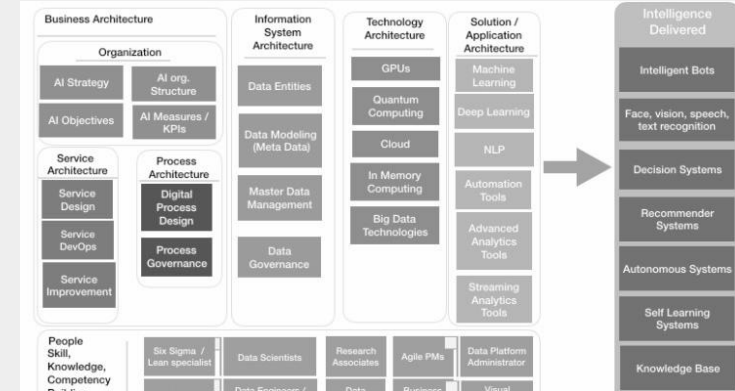 Business Architecture
Organization
AI Strategy
AI org.
Structure
AI Objectives
AI Measures /
KPIs
Service
Architecture
Service
Design
Service
DevOps
Service
Improvement
Process
Architecture
Digital
Process
Design
Process
Governance
Information
System
Architecture
Data Entities
Data Modeling
(Meta Data)
Master Data
Management
Data
Governance
Technology
Architecture
GPUs
Quantum
Computing
Cloud
In Memory
Computing
Big Data
Technologies
Solution /
Application
Architecture
Machine
Learning
Deep Learning
NLP
Automation
Tools
Advanced
Analytics
Tools
Streaming
Analytics
Tools
Intelligence
Delivered
Intelligent Bots
Face, vision, speech,
text recognition
Decision Systems
Recommender
Systems
Autonomous Systems
Self Learning
Systems
Knowledge Base
People
Skill,
Knowledge,
Competency
Six Sigma /
Lean specialist
Data Scientists
Research
Associates
Agile PMs
Data Platform
Administrator
Data Engineers /
Data
Business
Visual